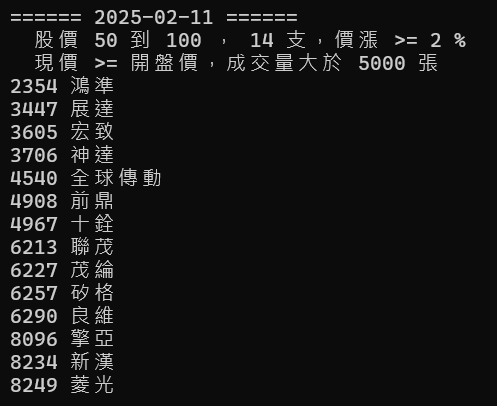 ====== 2025-02-11 ======
股價 50 到 100 , 14 支,價漲 >= 2 %
現價 >= 開盤價,成交量大於 5000 張
2354 鴻準
3447 展達
3605 宏致
3706 神達
4540 全球傳動
4908 前鼎
4967 十銓
6213 聯茂
6227 茂綸
6257 矽格
6290 良維
8096 擎亞
8234 新漢
8249 菱光